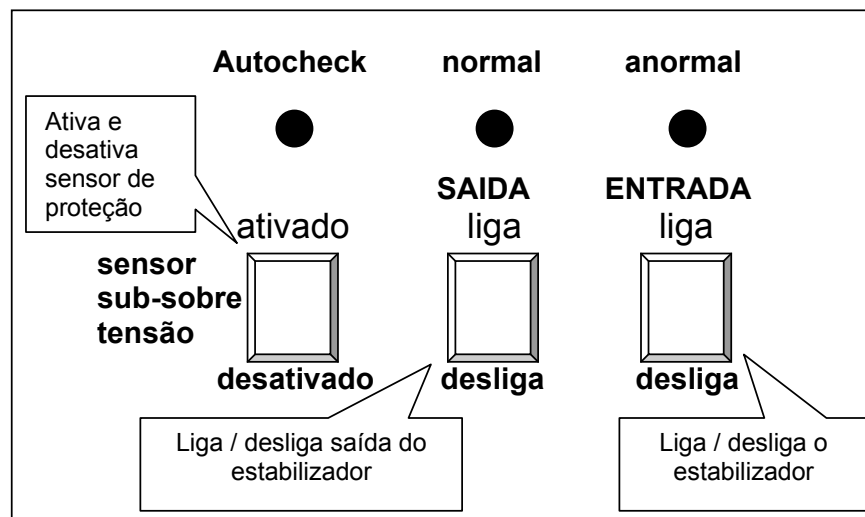 Autocheck normal anormal
Ativa e
desativa
sensor de
proteção
SAIDA ENTRADA
ativado liga liga
sensor
sub-sobre
tensão
desativado desliga desliga
Liga / desliga saída do
estabilizador
Liga / desliga o
estabilizador